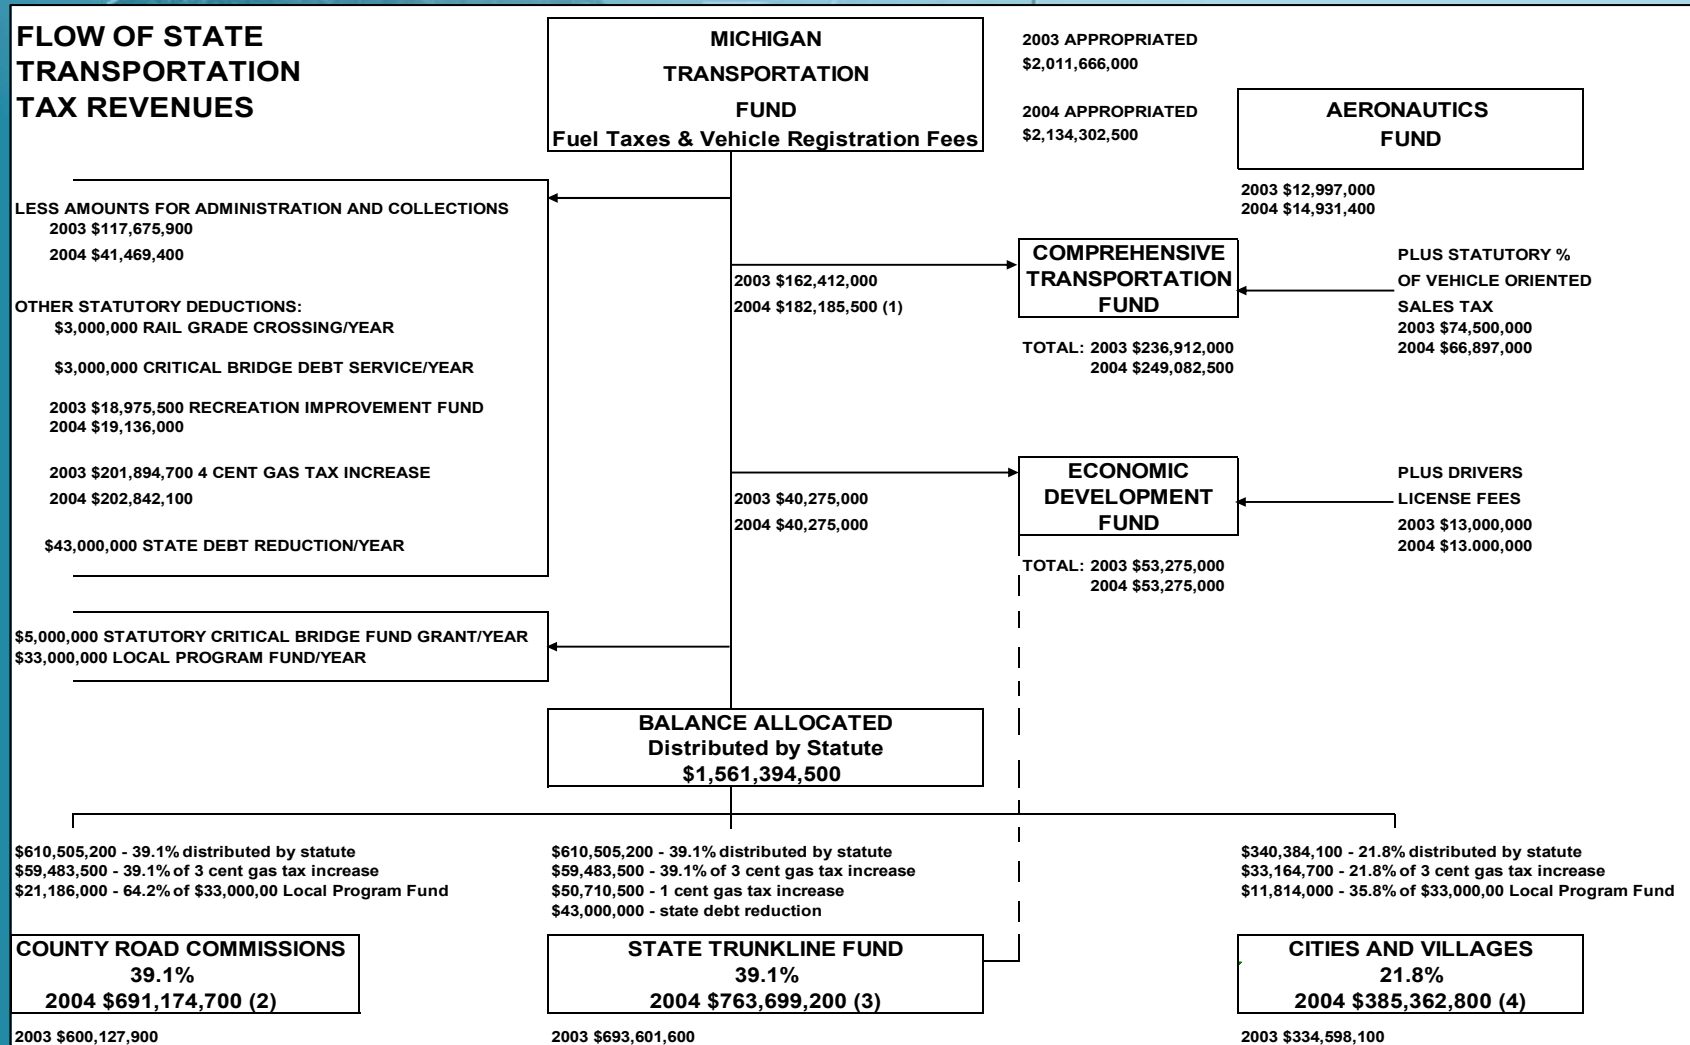 FLOW OF STATE
TRANSPORTATION
TAX REVENUES
MICHIGAN
TRANSPORTATION
FUND
Fuel Taxes & Vehicle Registration Fees
2003 APPROPRIATED
$2,011,666,000
2004 APPROPRIATED
$2,134,302,500
AERONAUTICS
FUND
2003 $12,997,000
2004 $14,931,400
LESS AMOUNTS FOR ADMINISTRATION AND COLLECTIONS
2003 $117,675,900
2004 $41,469,400
OTHER STATUTORY DEDUCTIONS:
$3,000,000 RAIL GRADE CROSSING/YEAR
$3,000,000 CRITICAL BRIDGE DEBT SERVICE/YEAR
2003 $18,975,500 RECREATION IMPROVEMENT FUND
2004 $19,136,000
2003 $201,894,700 4 CENT GAS TAX INCREASE
2004 $202,842,100
$43,000,000 STATE DEBT REDUCTION/YEAR
2003 $162,412,000
2004 $182,185,500 (1)
COMPREHENSIVE
TRANSPORTATION
FUND
TOTAL: 2003 $236,912,000
2004 $249,082,500
PLUS STATUTORY %
OF VEHICLE ORIENTED
SALES TAX
2003 $74,500,000
2004 $66,897,000
2003 $40,275,000
2004 $40,275,000
ECONOMIC
DEVELOPMENT
FUND
TOTAL: 2003 $53,275,000
2004 $53,275,000
PLUS DRIVERS
LICENSE FEES
2003 $13,000,000
2004 $13.000,000
$5,000,000 STATUTORY CRITICAL BRIDGE FUND GRANT/YEAR
$33,000,000 LOCAL PROGRAM FUND/YEAR
BALANCE ALLOCATED
Distributed by Statute
$1,561,394,500
$610,505,200 - 39.1% distributed by statute
$59,483,500 - 39.1% of 3 cent gas tax increase
$21,186,000 - 64.2% of $33,000,00 Local Program Fund
COUNTY ROAD COMMISSIONS
39.1%
2004 $691,174,700 (2)
2003 $600,127,900
$610,505,200 - 39.1% distributed by statute
$59,483,500 - 39.1% of 3 cent gas tax increase
$50,710,500 - 1 cent gas tax increase
$43,000,000 - state debt reduction
STATE TRUNKLINE FUND
39.1%
2004 $763,699,200 (3)
2003 $693,601,600
$340,384,100 - 21.8% distributed by statute
$33,164,700 - 21.8% of 3 cent gas tax increase
$11,814,000 - 35.8% of $33,000,00 Local Program Fund
CITIES AND VILLAGES
21.8%
2004 $385,362,800 (4)
2003 $334,598,100